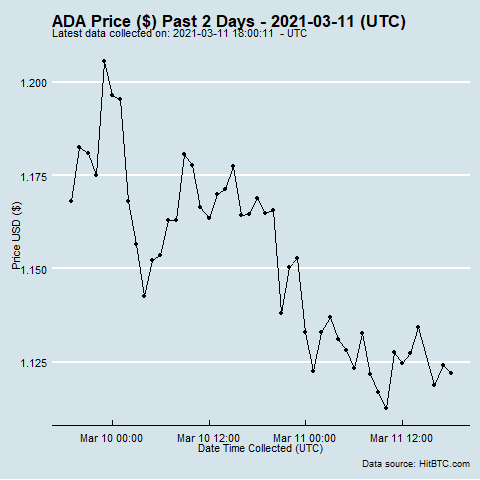 ADA Price ($) Past 2 Days - 2021-03-11 (UTC)
Latest data collected on: 2021-03-11 18:00:11 - UTC
1.200
1.175
1.150
1.125
Price USD ($)
Mar 10 00:00 Mar 10 12:00 Mar 11 00:00 Mar 11 12:00
Date Time Collected (UTC)
Data source: HitBTC.com